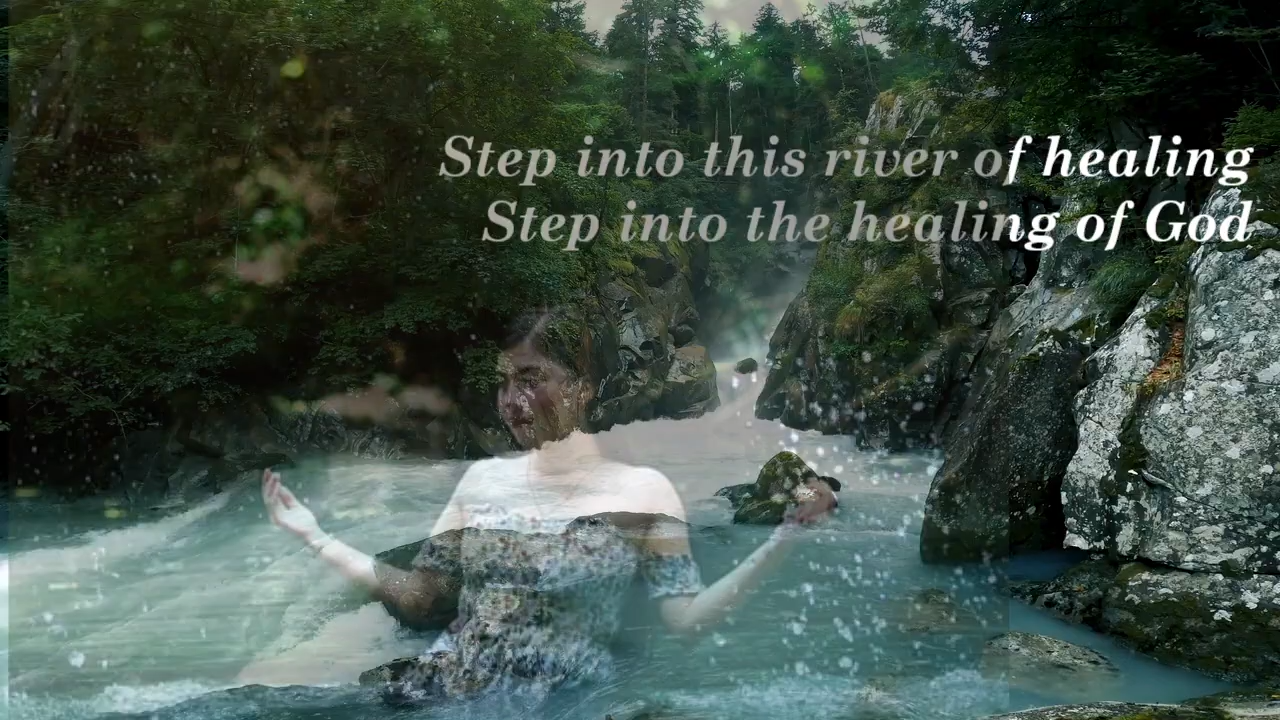 Step into this river of healing
Step into the healing of God